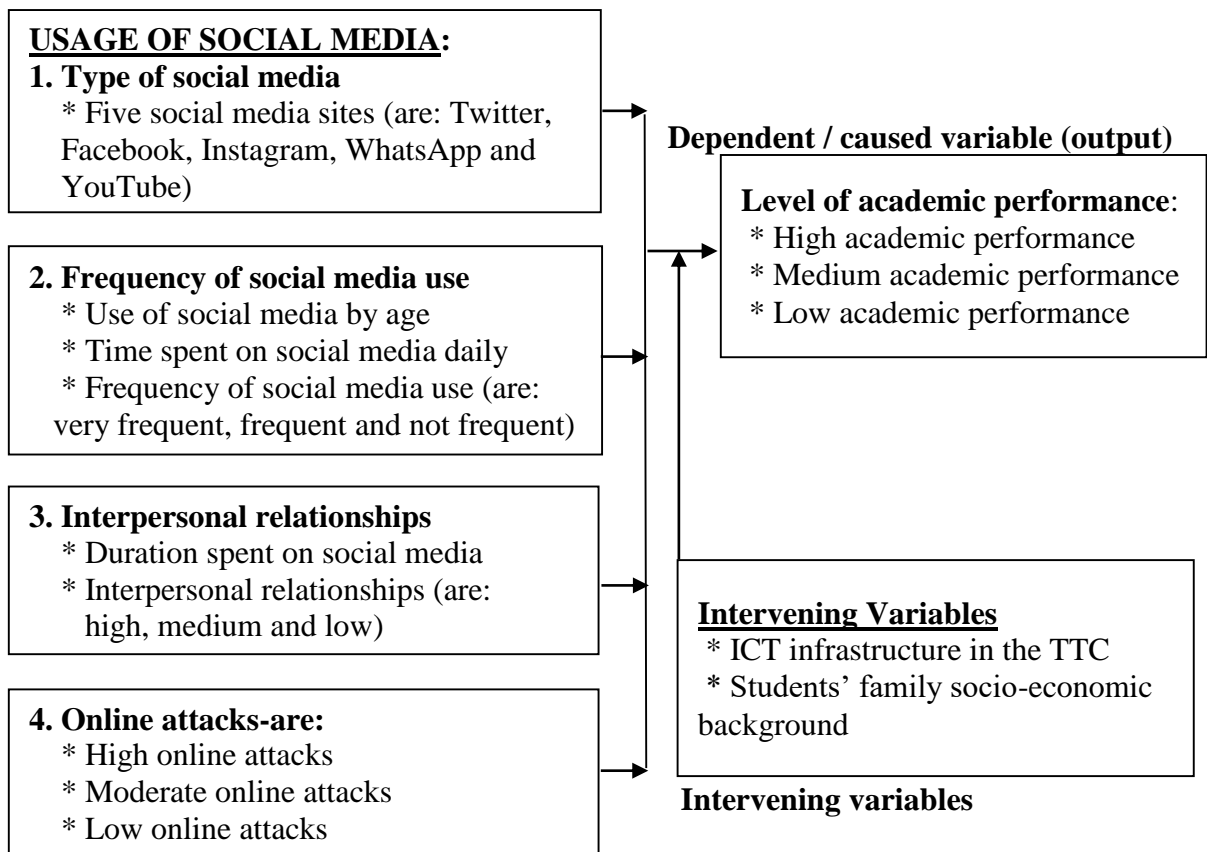 USAGE OF SOCIAL MEDIA:
1. Type of social media
* Five social media sites (are: Twitter,
Facebook, Instagram, WhatsApp and
YouTube)
2. Frequency of social media use
* Use of social media by age
* Time spent on social media daily
* Frequency of social media use (are:
very frequent, frequent and not frequent)
3. Interpersonal relationships
* Duration spent on social media
* Interpersonal relationships (are:
high, medium and low)
4. Online attacks-are:
* High online attacks
* Moderate online attacks
* Low online attacks
Dependent / caused variable (output)
Level of academic performance:
* High academic performance
* Medium academic performance
* Low academic performance
Intervening Variables
* ICT infrastructure in the TTC
* Students’ family socio-economic
background
Intervening variables